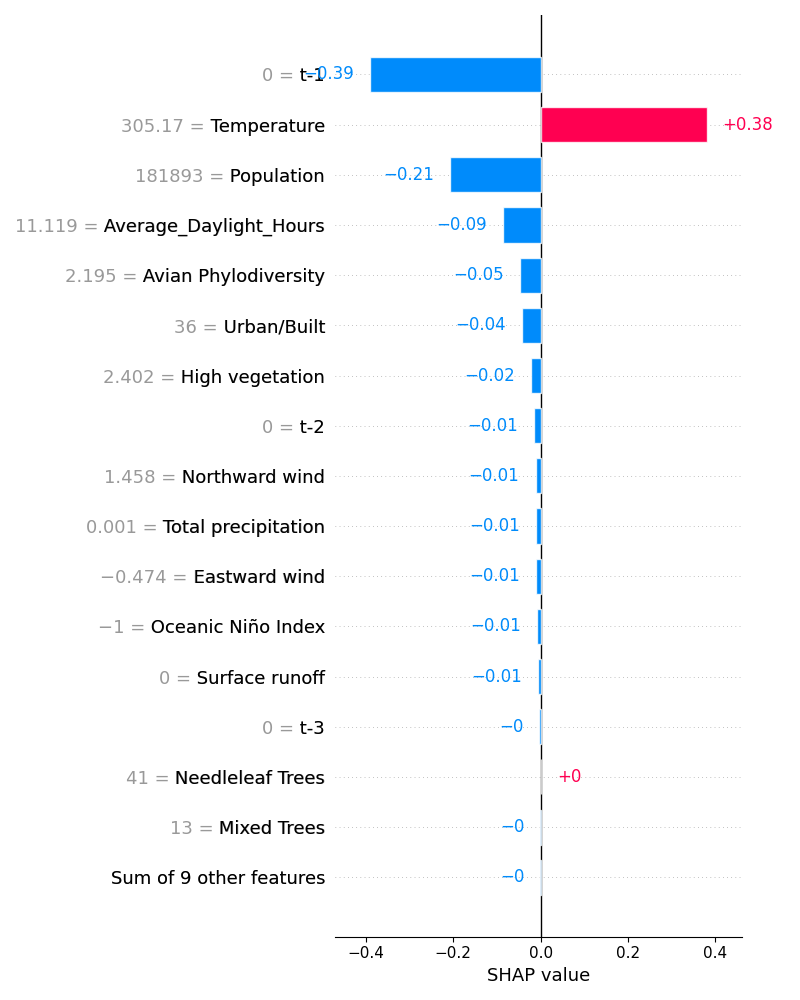 0 = t-1 −0.39
305.17 = Temperature +0.38
181893 = Population −0.21
11.119 = Average_Daylight_Hours −0.09
2.195 = Avian Phylodiversity −0.05
36 = Urban/Built −0.04
2.402 = High vegetation −0.02
0 = t-2 −0.01
1.458 = Northward wind −0.01
0.001 = Total precipitation −0.01
−0.474 = Eastward wind −0.01
−1 = Oceanic Niño Index −0.01
0 = Surface runoff −0.01
0 = t-3 −0
41 = Needleleaf Trees +0
13 = Mixed Trees −0
Sum of 9 other features −0
−0.4 −0.2 0.0 0.2 0.4
SHAP value